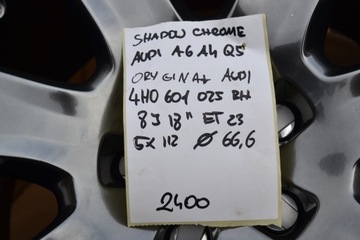 SHADOW CHROME
AUDI A6 A4 Q5
ORYGINAŁ AUDI
4H0 601 025 BH
8J 18" ET 23
5X 112 Ø 66,6
2400